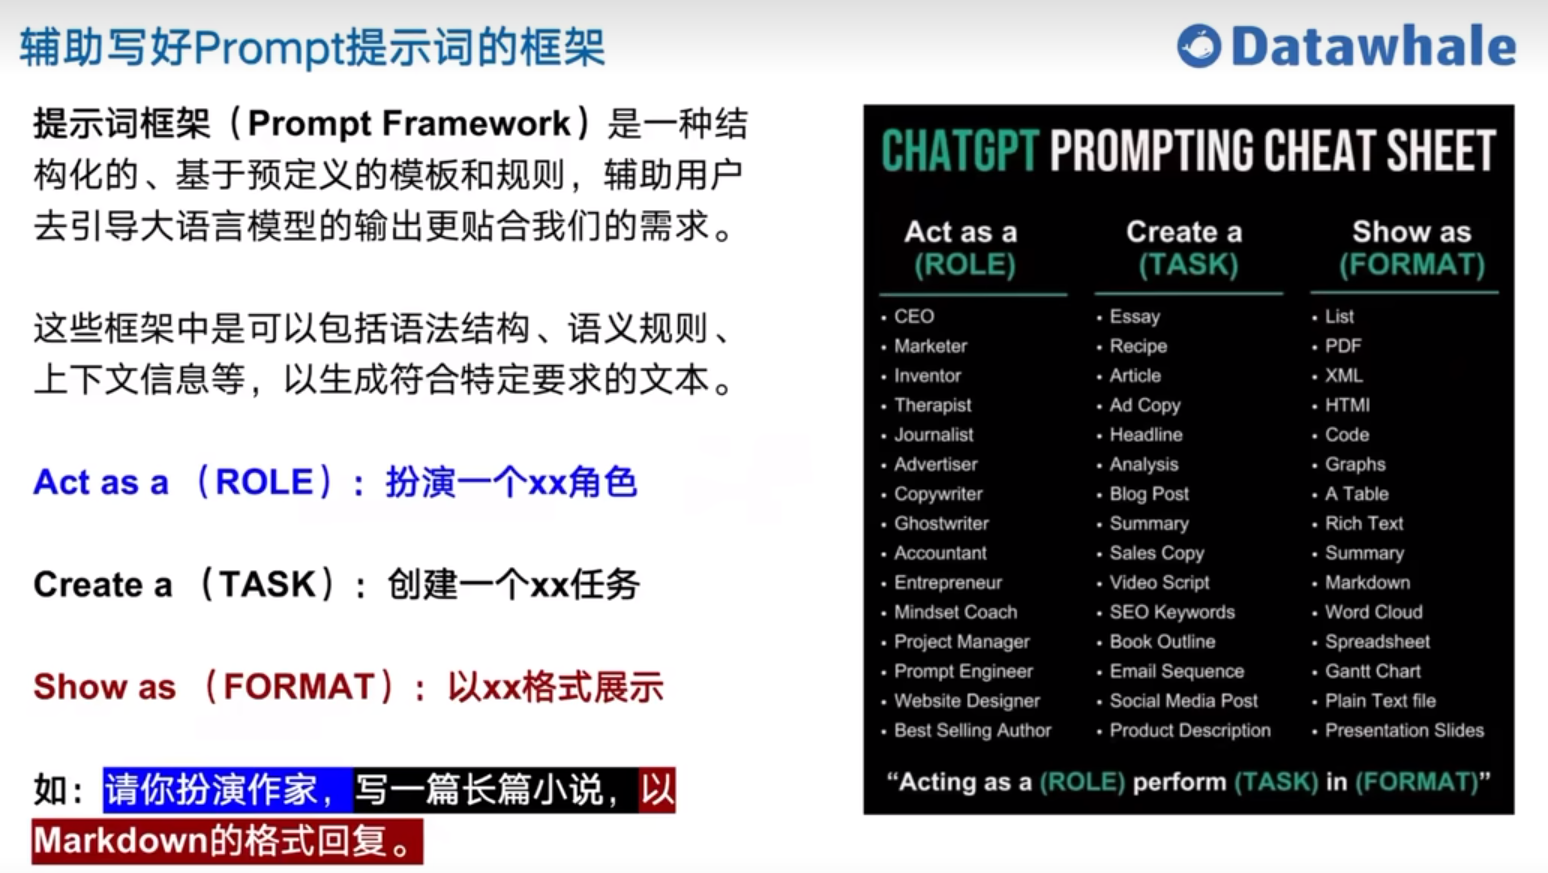 辅助写好Prompt提示词的框架
Datawhale
提示词框架（Prompt Framework）是一种结
构化的、基于预定义的模板和规则，辅助用户
去引导大语言模型的输出更贴合我们的需求。
这些框架中是可以包括语法结构、语义规则、
上下文信息等，以生成符合特定要求的文本。
Act as a （ROLE）：扮演一个xx角色
Create a （TASK）：创建一个xx任务
Show as （FORMAT）：以xx格式展示
如：请你扮演作家，写一篇长篇小说，以
Markdown的格式回复。
CHATGPT PROMPTING CHEAT SHEET
Act as a
(ROLE)
• CEO
• Marketer
• Inventor
• Therapist
• Journalist
• Advertiser
• Copywriter
• Ghostwriter
• Accountant
• Entrepreneur
• Mindset Coach
• Project Manager
• Prompt Engineer
• Website Designer
• Best Selling Author
Create a
(TASK)
• Essay
• Recipe
• Article
• Ad Copy
• Headline
• Analysis
• Blog Post
• Summary
• Sales Copy
• Video Script
• SEO Keywords
• Book Outline
• Email Sequence
• Social Media Post
• Product Description
Show as
(FORMAT)
• List
• PDF
• XML
• HTMl
• Code
• Graphs
• A Table
• Rich Text
• Summary
• Markdown
• Word Cloud
• Spreadsheet
• Gantt Chart
• Plain Text file
• Presentation Slides
“Acting as a (ROLE) perform (TASK) in (FORMAT)”